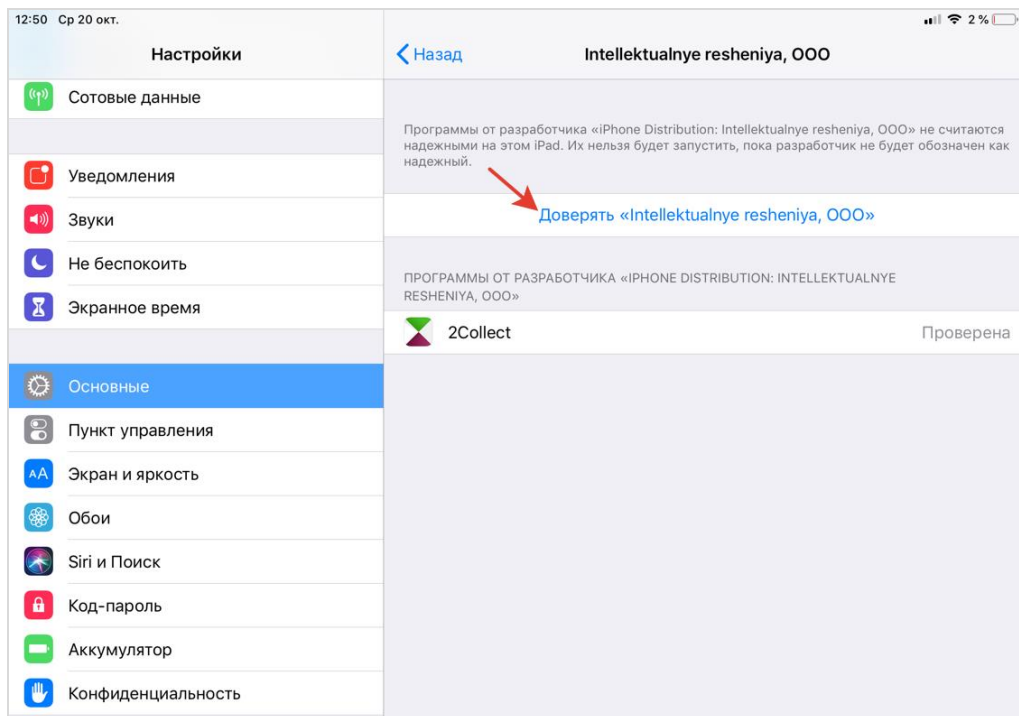 12:50 Ср 20 окт.
2 %
Настройки
Назад
Intellektualnye resheniya, OOO
Сотовые данные
Уведомления
Звуки
Не беспокоить
Экранное время
Основные
Пункт управления
AA Экран и яркость
Обои
Siri и Поиск
Код-пароль
Аккумулятор
Конфиденциальность
Программы от разработчика «iPhone Distribution: Intellektualnye resheniya, OOO» не считаются
надежными на этом iPad. Их нельзя будет запустить, пока разработчик не будет обозначен как
надежный.
Доверять «Intellektualnye resheniya, OOO»
ПРОГРАММЫ ОТ РАЗРАБОТЧИКА «IPHONE DISTRIBUTION: INTELLEKTUALNYE
RESHENIYA, OOO»
2Collect
Проверена